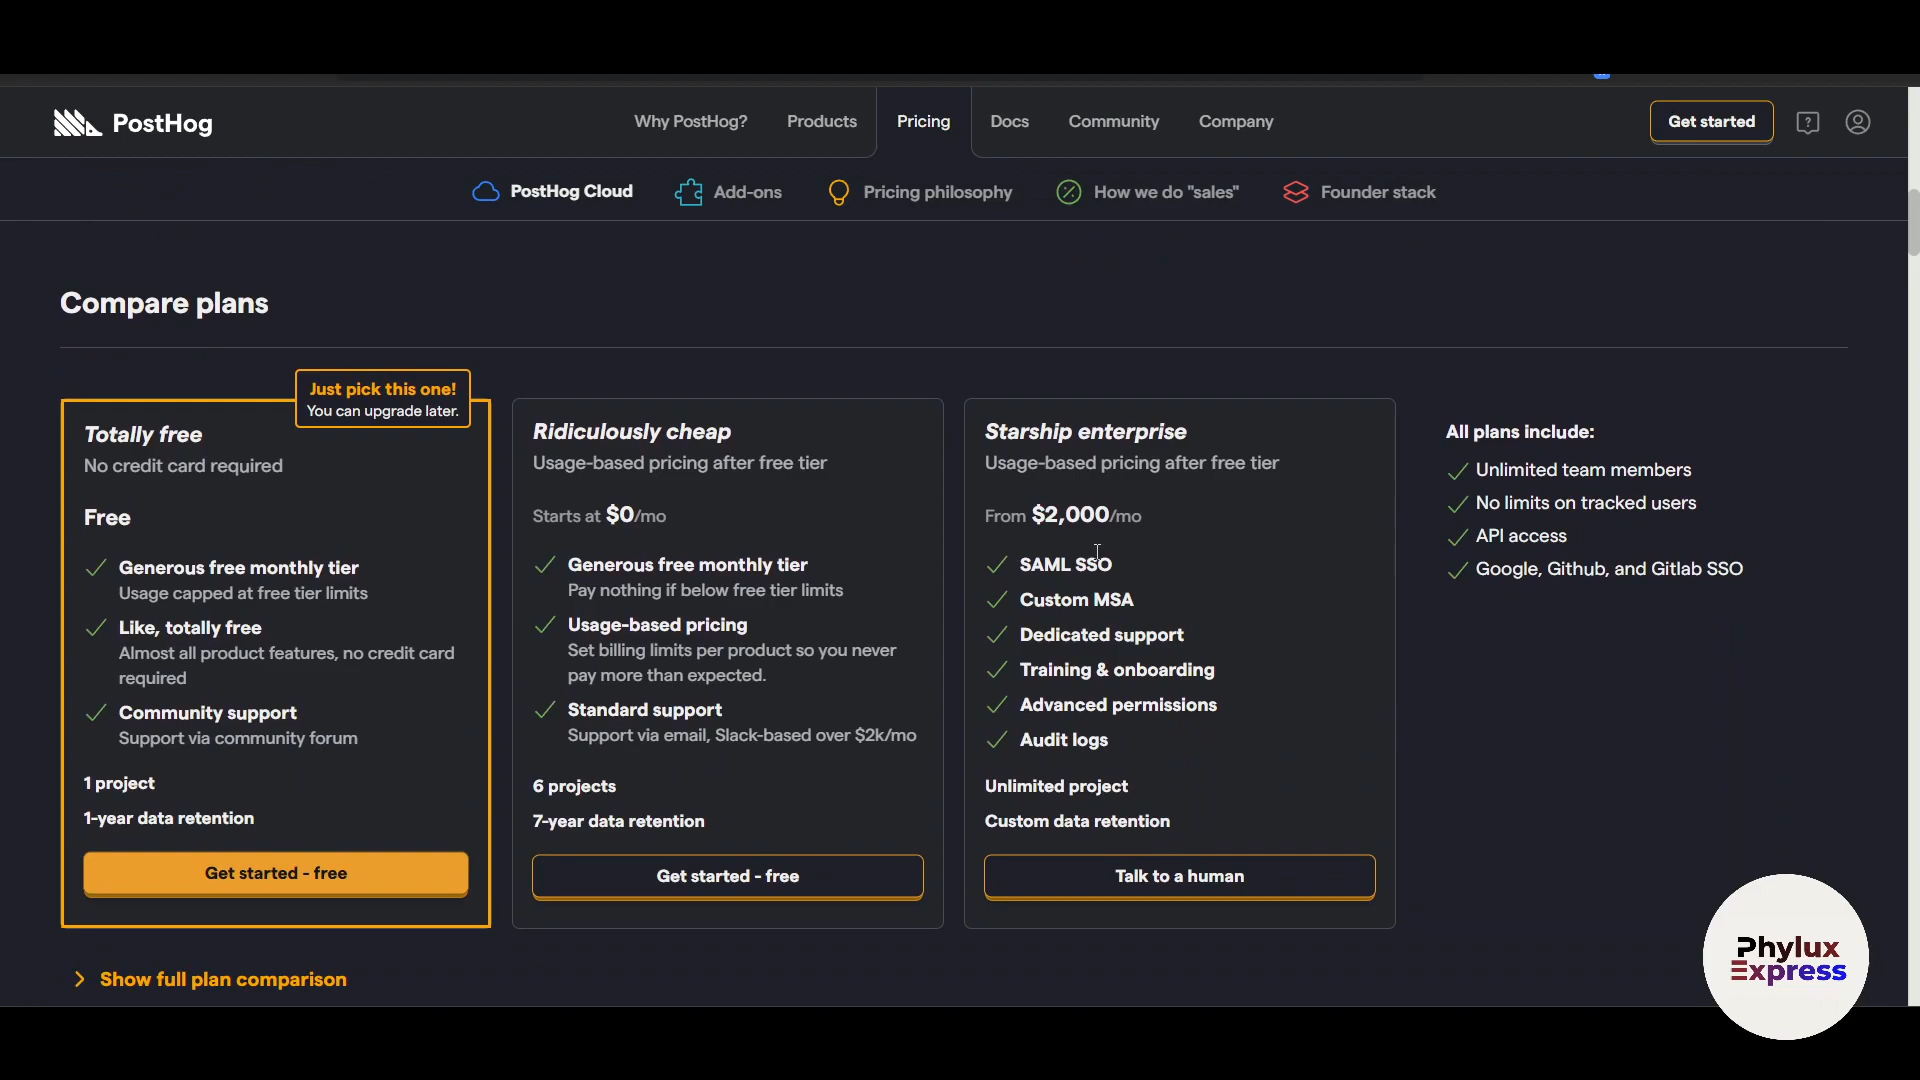 PostHog
Why PostHog?
Products
Pricing
Docs
Community
Company
Get started
PostHog Cloud
Add-ons
Pricing philosophy
How we do "sales"
Founder stack
Compare plans
Just pick this one!
You can upgrade later.
Totally free
No credit card required
Free
Generous free monthly tier
Usage capped at free tier limits
Like, totally free
Almost all product features, no credit card
required
Community support
Support via community forum
1 project
1-year data retention
Get started - free
Ridiculously cheap
Usage-based pricing after free tier
Starts at $0/mo
Generous free monthly tier
Pay nothing if below free tier limits
Usage-based pricing
Set billing limits per product so you never
pay more than expected.
Standard support
Support via email, Slack-based over $2k/mo
6 projects
7-year data retention
Get started - free
Starship enterprise
Usage-based pricing after free tier
From $2,000/mo
SAML SSO
Custom MSA
Dedicated support
Training & onboarding
Advanced permissions
Audit logs
Unlimited project
Custom data retention
Talk to a human
All plans include:
Unlimited team members
No limits on tracked users
API access
Google, Github, and Gitlab SSO
Show full plan comparison
Phylux
Express